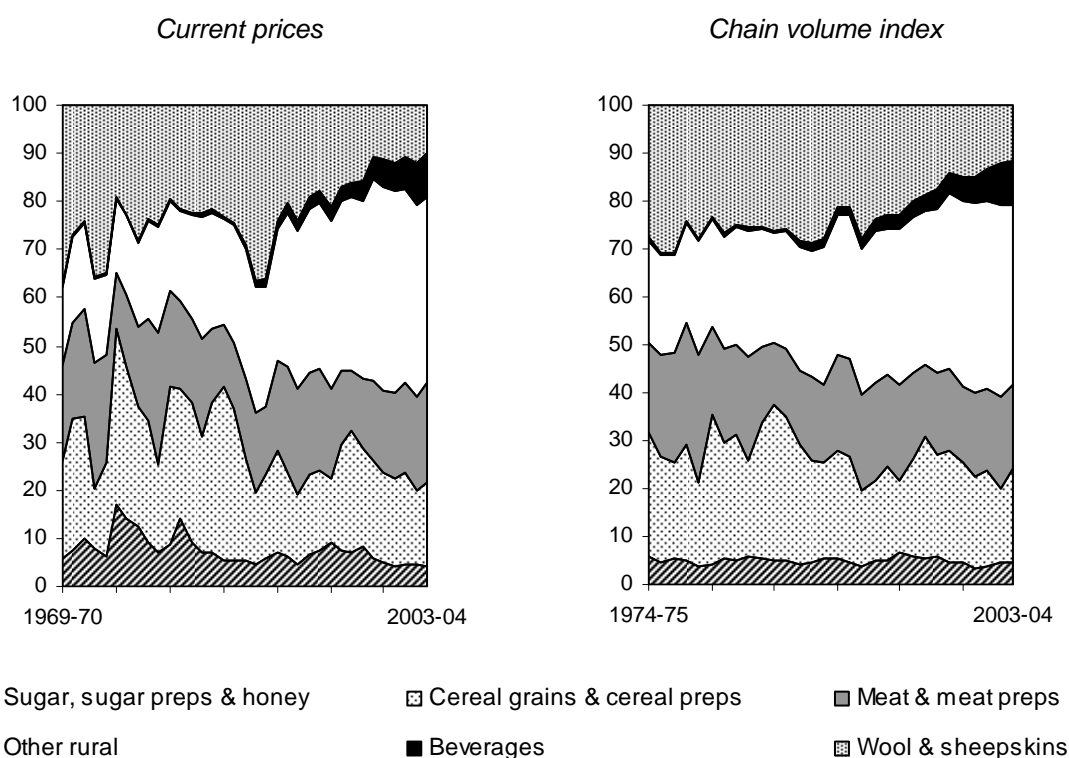 Current prices Chain volume index
100 100
90 90
80 80
70 70
60 60
50 50
40 40
30 30
20 20
10 10
0 0
1969-70 2003-04 1974-75 2003-04
Sugar, sugar preps & honey Cereal grains & cereal preps Meat & meat preps
Other rural Beverages Wool & sheepskins